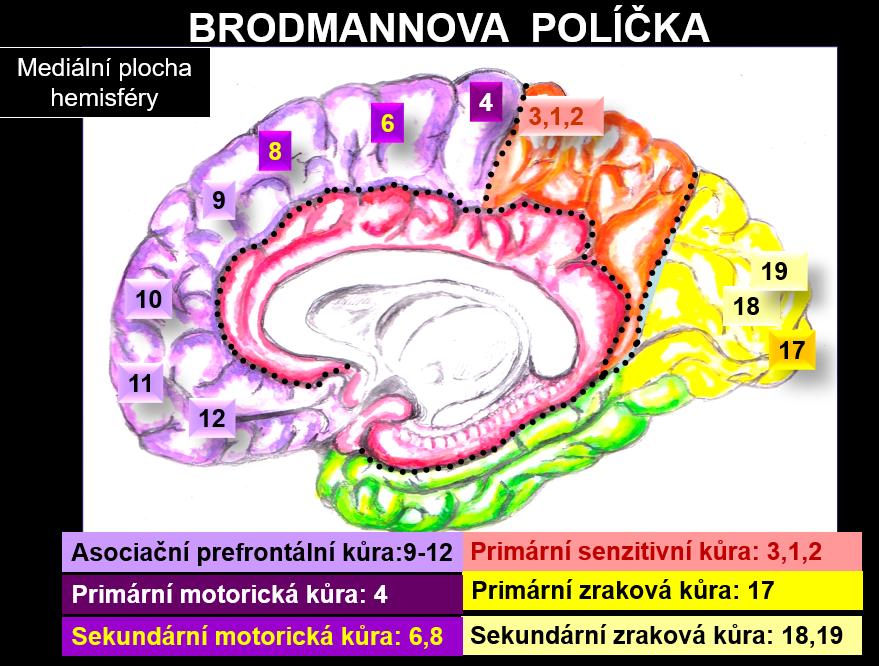 BRODMANNOVA POLÍČKA
Mediální plocha
hemisféry
4
3,1,2
6
8
9
10
11
12
19
18
17
Asociační prefrontální kůra:9-12
Primární senzitivní kůra: 3,1,2
Primární motorická kůra: 4
Primární zraková kůra: 17
Sekundární motorická kůra: 6,8
Sekundární zraková kůra: 18,19